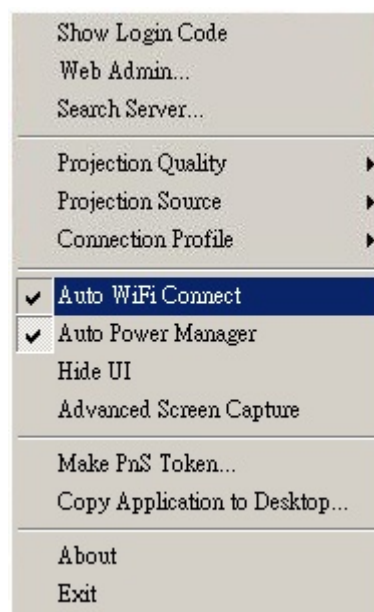 Show Login Code
Web Admin...
Search Server...
Projection Quality
Projection Source
Connection Profile
Auto WiFi Connect
Auto Power Manager
Hide UI
Advanced Screen Capture
Make PnS Token...
Copy Application to Desktop...
About
Exit